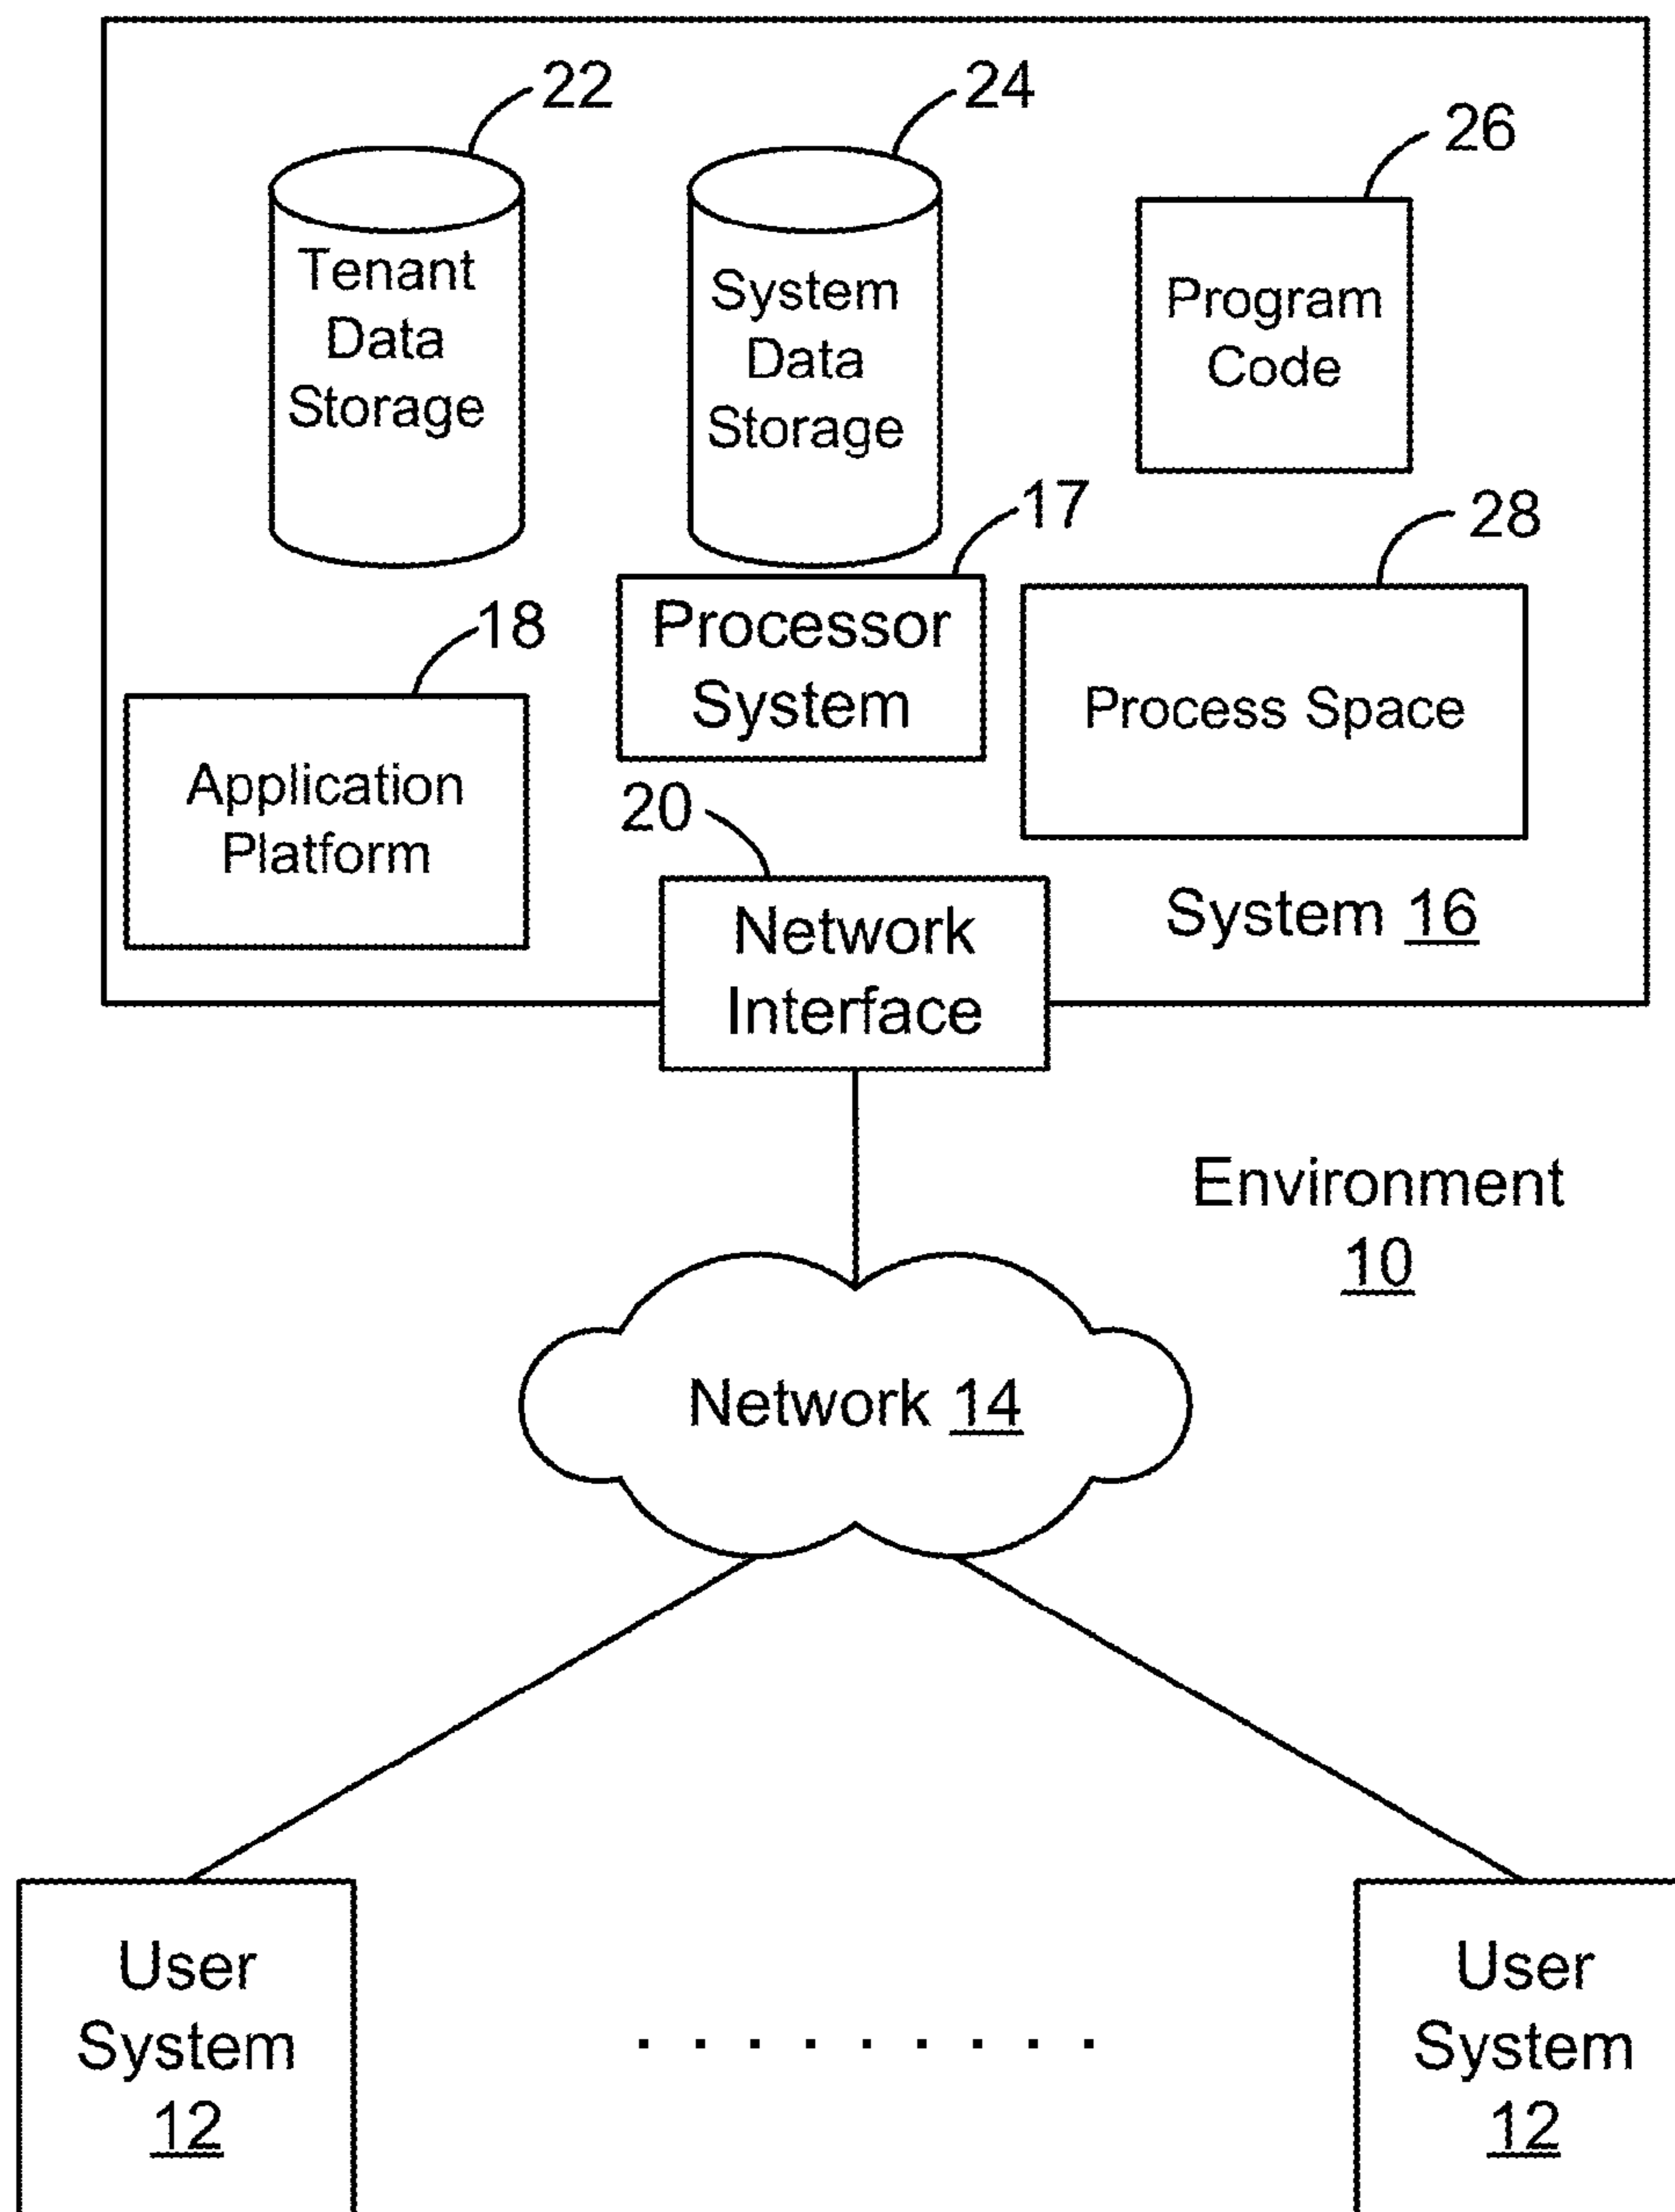 22
24
26
Tenant
Data
Storage
System
Data
Storage
Program
Code
17
28
18
Processor
System
Process Space
Application
Platform
20
Network
Interface
System 16
Environment
10
Network 14
User
System
12
. . . . . . . . .
User
System
12